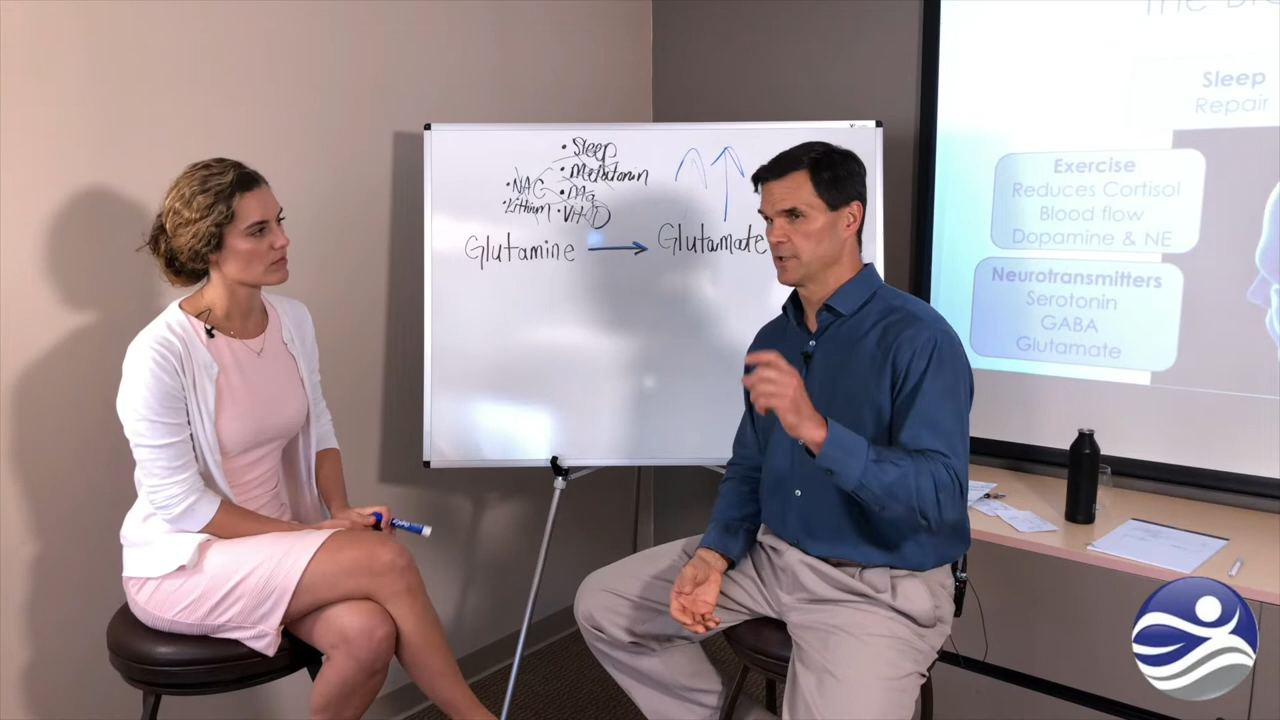 • Sleep
• Melatonin
• NAC • Mg
• Lithium • Vit D
Glutamine → Glutamate
Sleep
Repair
Exercise
Reduces Cortisol
Blood flow
Dopamine & NE
Neurotransmitters
Serotonin
GABA
Glutamate